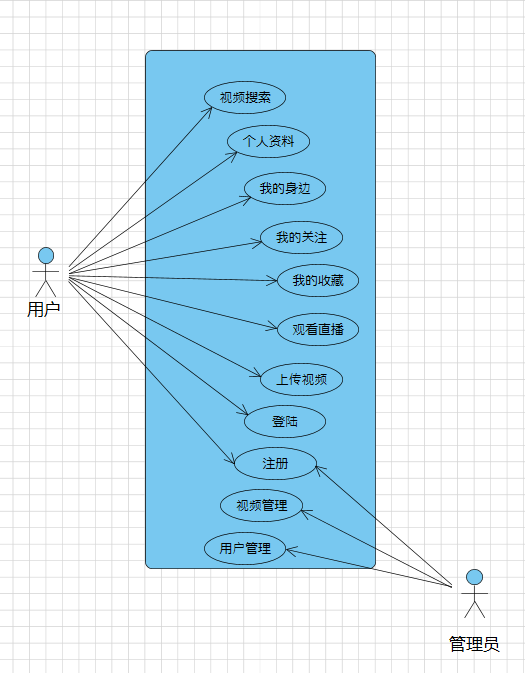 视频搜索
个人资料
我的身边
我的关注
我的收藏
用户
观看直播
上传视频
登陆
注册
视频管理
用户管理
管理员